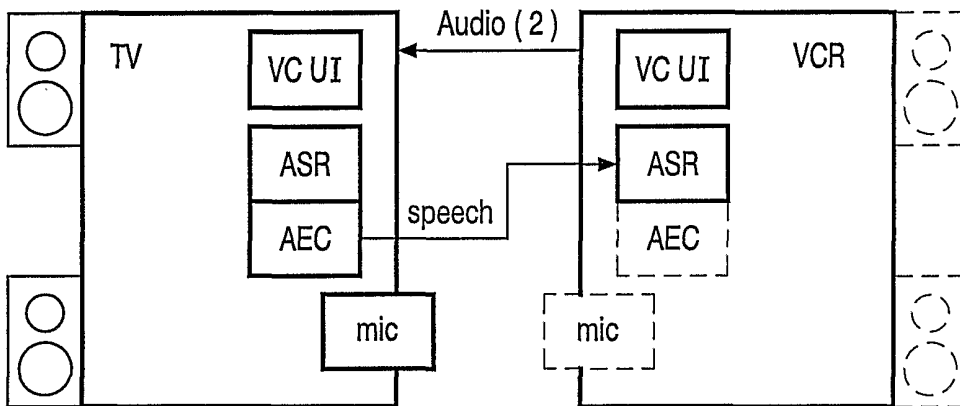 Audio ( 2 )
TV
VC UI
VC UI
VCR
ASR
ASR
speech
AEC
AEC
mic
mic